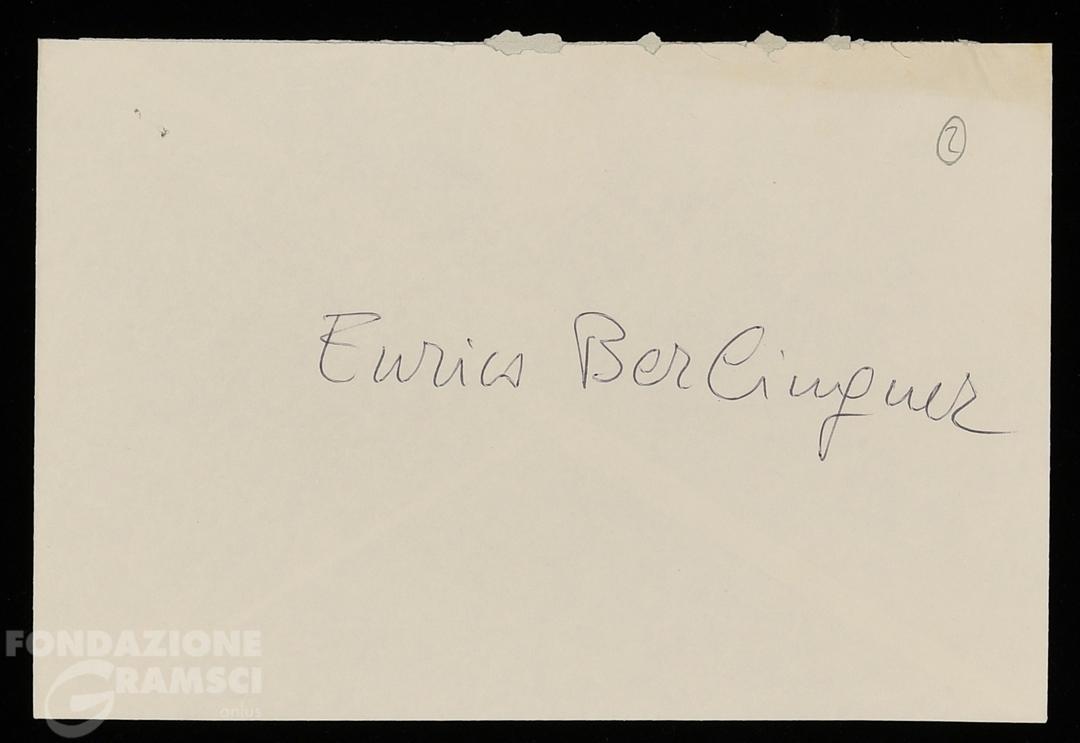 2
Enrico Berlinguer
FONDAZIONE
GRAMSCI
onlus